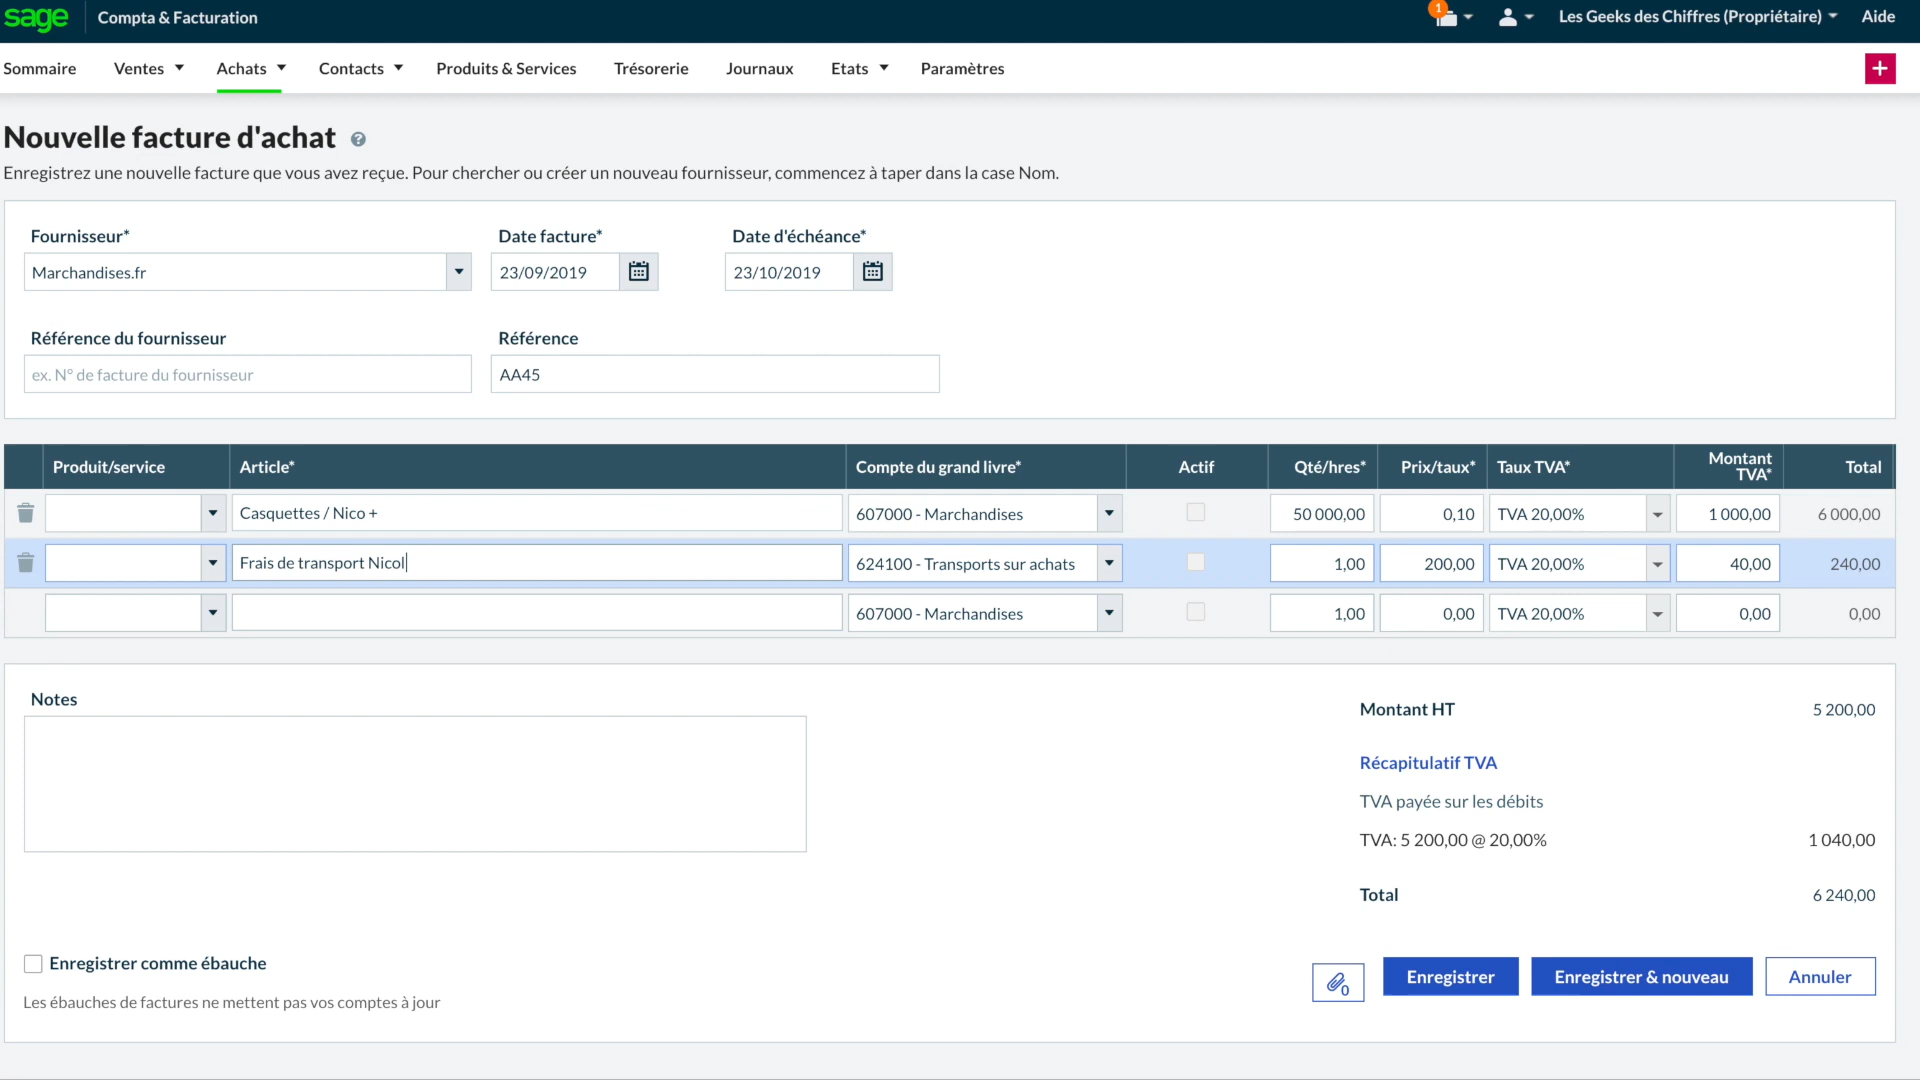 sage Compta & Facturation 1 Les Geeks des Chiffres (Propriétaire) Aide
Sommaire Ventes Achats Contacts Produits & Services Trésorerie Journaux Etats Paramètres +
Nouvelle facture d'achat ?
Enregistrez une nouvelle facture que vous avez reçue. Pour chercher ou créer un nouveau fournisseur, commencez à taper dans la case Nom.
Fournisseur* Date facture* Date d'échéance*
Marchandises.fr 23/09/2019 23/10/2019
Référence du fournisseur Référence
ex. N° de facture du fournisseur AA45
Produit/service Article* Compte du grand livre* Actif Qté/hres* Prix/taux* Taux TVA* Montant TVA* Total
Casquettes / Nico + 607000 - Marchandises 50 000,00 0,10 TVA 20,00% 1 000,00 6 000,00
Frais de transport Nicol 624100 - Transports sur achats 1,00 200,00 TVA 20,00% 40,00 240,00
607000 - Marchandises 1,00 0,00 TVA 20,00% 0,00 0,00
Notes
Montant HT 5 200,00
Récapitulatif TVA
TVA payée sur les débits
TVA: 5 200,00 @ 20,00% 1 040,00
Total 6 240,00
Enregistrer comme ébauche
Les ébauches de factures ne mettent pas vos comptes à jour
0 Enregistrer Enregistrer & nouveau Annuler